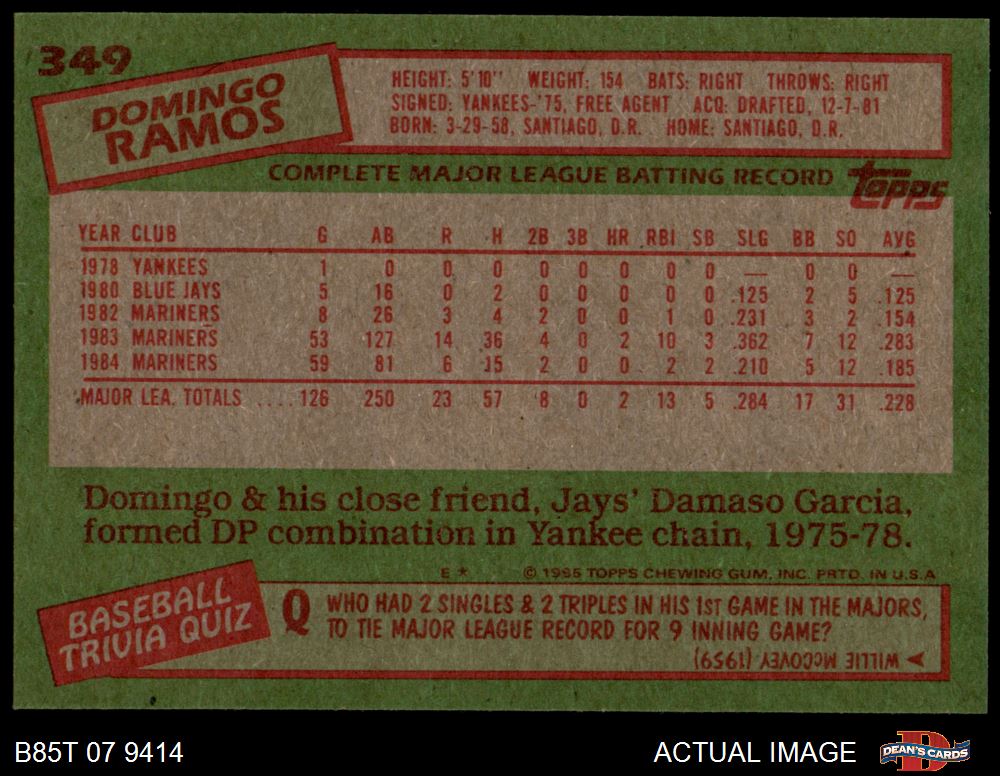 349
DOMINGO
RAMOS
HEIGHT: 5'10" WEIGHT: 154 BATS: RIGHT THROWS: RIGHT
SIGNED: YANKEES-'75, FREE AGENT ACQ: DRAFTED, 12-7-81
BORN: 3-29-58, SANTIAGO, D.R. HOME: SANTIAGO, D.R.
COMPLETE MAJOR LEAGUE BATTING RECORD topps
YEAR CLUB G AB R H 2B 3B HR RBI SB SLG BB SO AVG
1978 YANKEES 1 0 0 0 0 0 0 0 0 — 0 0 —
1980 BLUE JAYS 5 16 0 2 0 0 0 0 0 .125 2 5 .125
1982 MARINERS 8 26 3 4 2 0 0 1 0 .231 3 2 .154
1983 MARINERS 53 127 14 36 4 0 2 10 3 .362 7 12 .283
1984 MARINERS 59 81 6 15 2 0 0 2 2 .210 5 12 .185
MAJOR LEA. TOTALS .... 126 250 23 57 8 0 2 13 5 .284 17 31 .228
Domingo & his close friend, Jays' Damaso Garcia,
formed DP combination in Yankee chain, 1975-78.
E * © 1985 TOPPS CHEWING GUM, INC. PRTD. IN U.S.A.
BASEBALL
TRIVIA QUIZ
Q WHO HAD 2 SINGLES & 2 TRIPLES IN HIS 1ST GAME IN THE MAJORS,
TO TIE MAJOR LEAGUE RECORD FOR 9 INNING GAME?
WILLIE McCOVEY (1959)
B85T 07 9414
ACTUAL IMAGE
DEAN'S CARDS